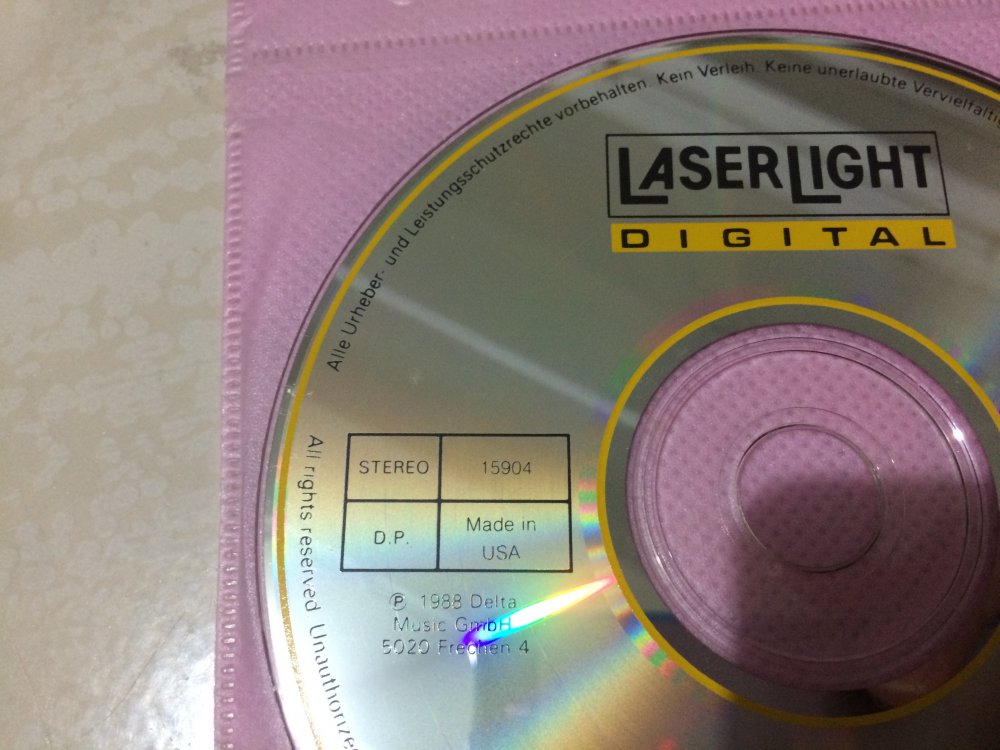 Alle Urheber- und Leistungsschutzrechte vorbehalten. Kein Verleih. Keine unerlaubte
LASERLIGHT
DIGITAL
STEREO 15904
D.P. Made in
USA
℗ 1988 Delta
Music GmbH
5020 Frechen 4
All rights reserved